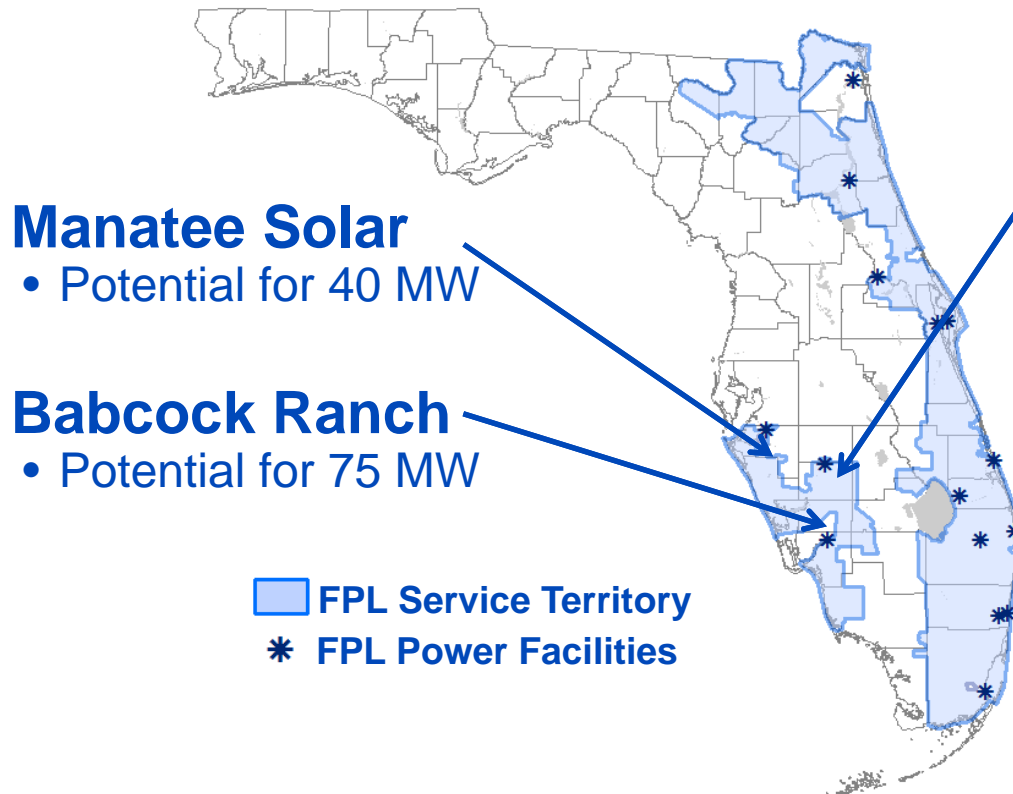 Manatee Solar
• Potential for 40 MW
Babcock Ranch
• Potential for 75 MW
FPL Service Territory
FPL Power Facilities